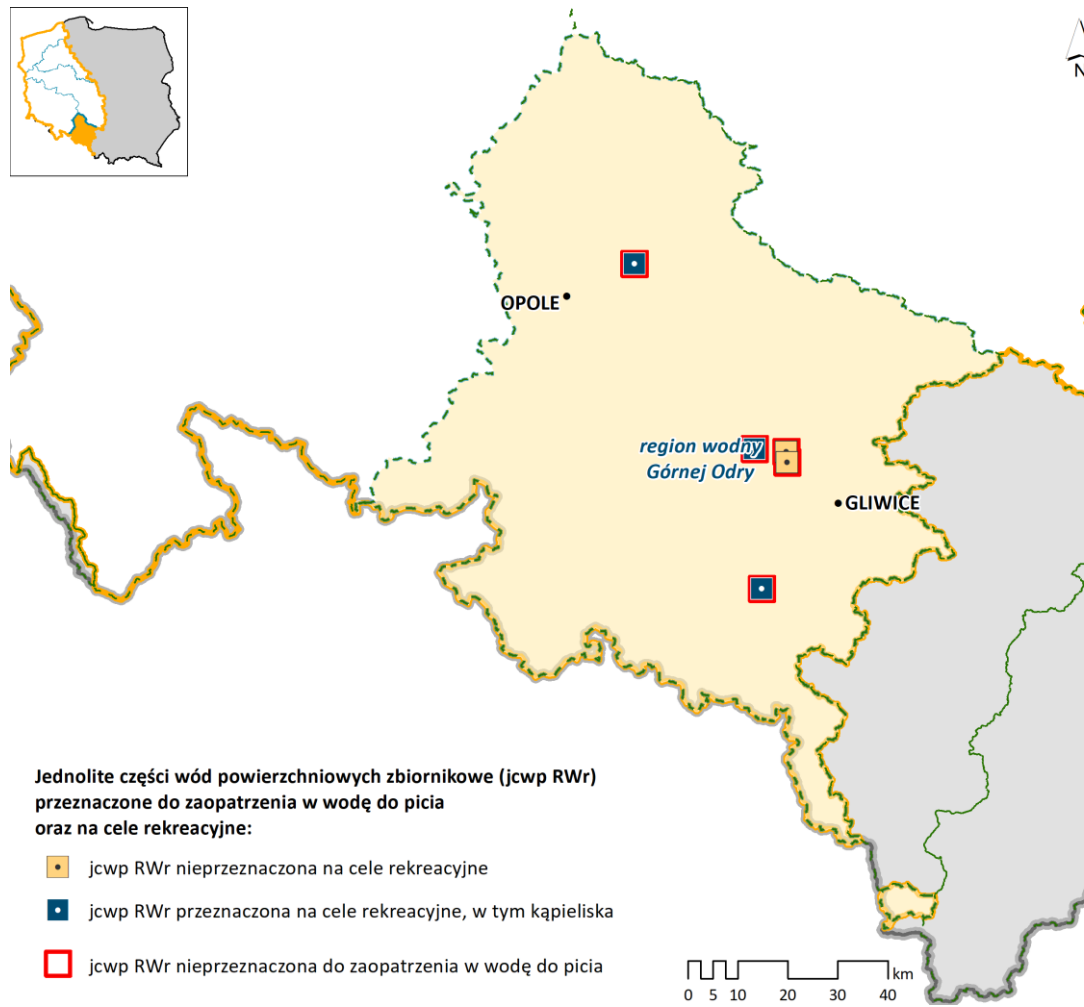 N
OPOLE
region wodny
Górnej Odry
GLIWICE
Jednolite części wód powierzchniowych zbiornikowe (jcwp RWr)
przeznaczone do zaopatrzenia w wodę do picia
oraz na cele rekreacyjne:
jcwp RWr nieprzeznaczona na cele rekreacyjne
jcwp RWr przeznaczona na cele rekreacyjne, w tym kąpieliska
jcwp RWr nieprzeznaczona do zaopatrzenia w wodę do picia
km
0 5 10 20 30 40